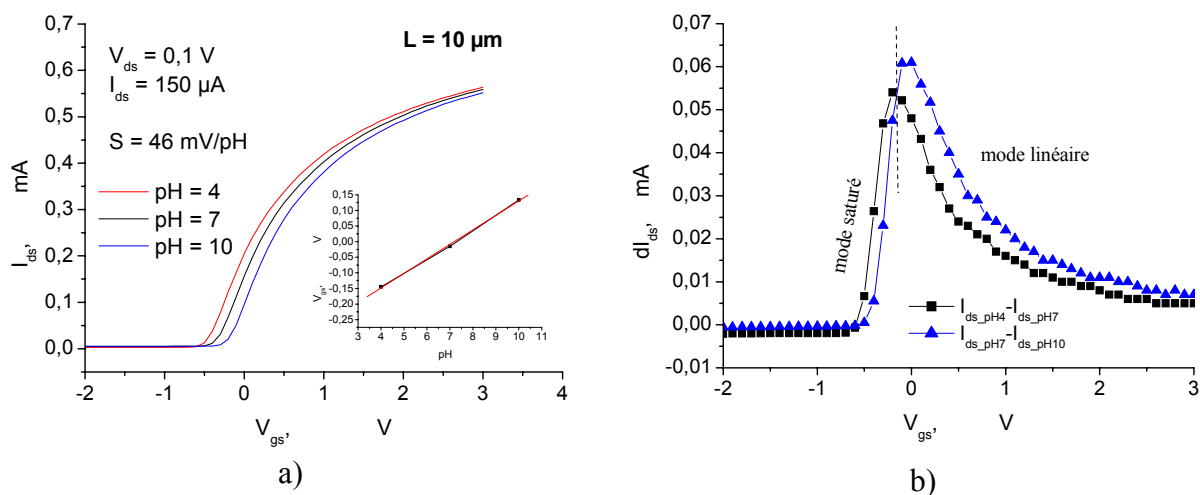 L = 10 µm
V_ds = 0,1 V
I_ds = 150 µA
S = 46 mV/pH
pH = 4
pH = 7
pH = 10
0,7
0,6
0,5
0,4
0,3
0,2
0,1
0,0
I_ds, mA
-2
-1
0
1
2
3
4
V_gs, V
0,15
0,10
0,05
0,00
-0,05
-0,10
-0,15
-0,20
-0,25
V_gs, V
3 4 5 6 7 8 9 10 11
pH
a)
0,07
0,06
0,05
0,04
0,03
0,02
0,01
0,00
-0,01
dI_ds, mA
mode saturé
mode linéaire
I_ds_pH4-I_ds_pH7
I_ds_pH7-I_ds_pH10
-2
-1
0
1
2
3
V_gs, V
b)